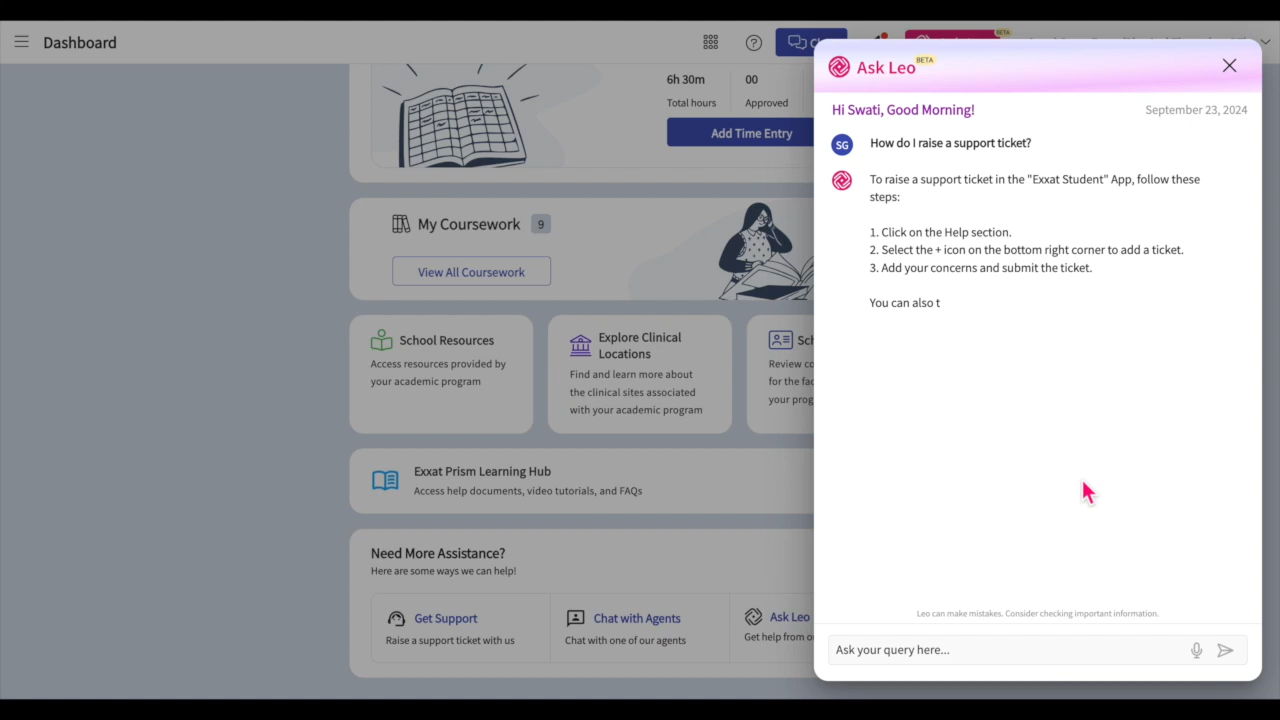 Dashboard
6h 30m
Total hours
00
Approved
Add Time Entry
My Coursework
9
View All Coursework
School Resources
Access resources provided by
your academic program
Explore Clinical
Locations
Find and learn more about
the clinical sites associated
with your academic program
Review
for the
your
Exxat Prism Learning Hub
Access help documents, video tutorials, and FAQs
Need More Assistance?
Here are some ways we can help!
Get Support
Raise a support ticket with us
Chat with Agents
Chat with one of our agents
Ask Leo
Get help from
BETA
Ask Leo
BETA
Hi Swati, Good Morning!
September 23, 2024
SG
How do I raise a support ticket?
To raise a support ticket in the "Exxat Student" App, follow these
steps:
1. Click on the Help section.
2. Select the + icon on the bottom right corner to add a ticket.
3. Add your concerns and submit the ticket.
You can also t
Leo can make mistakes. Consider checking important information.
Ask your query here...